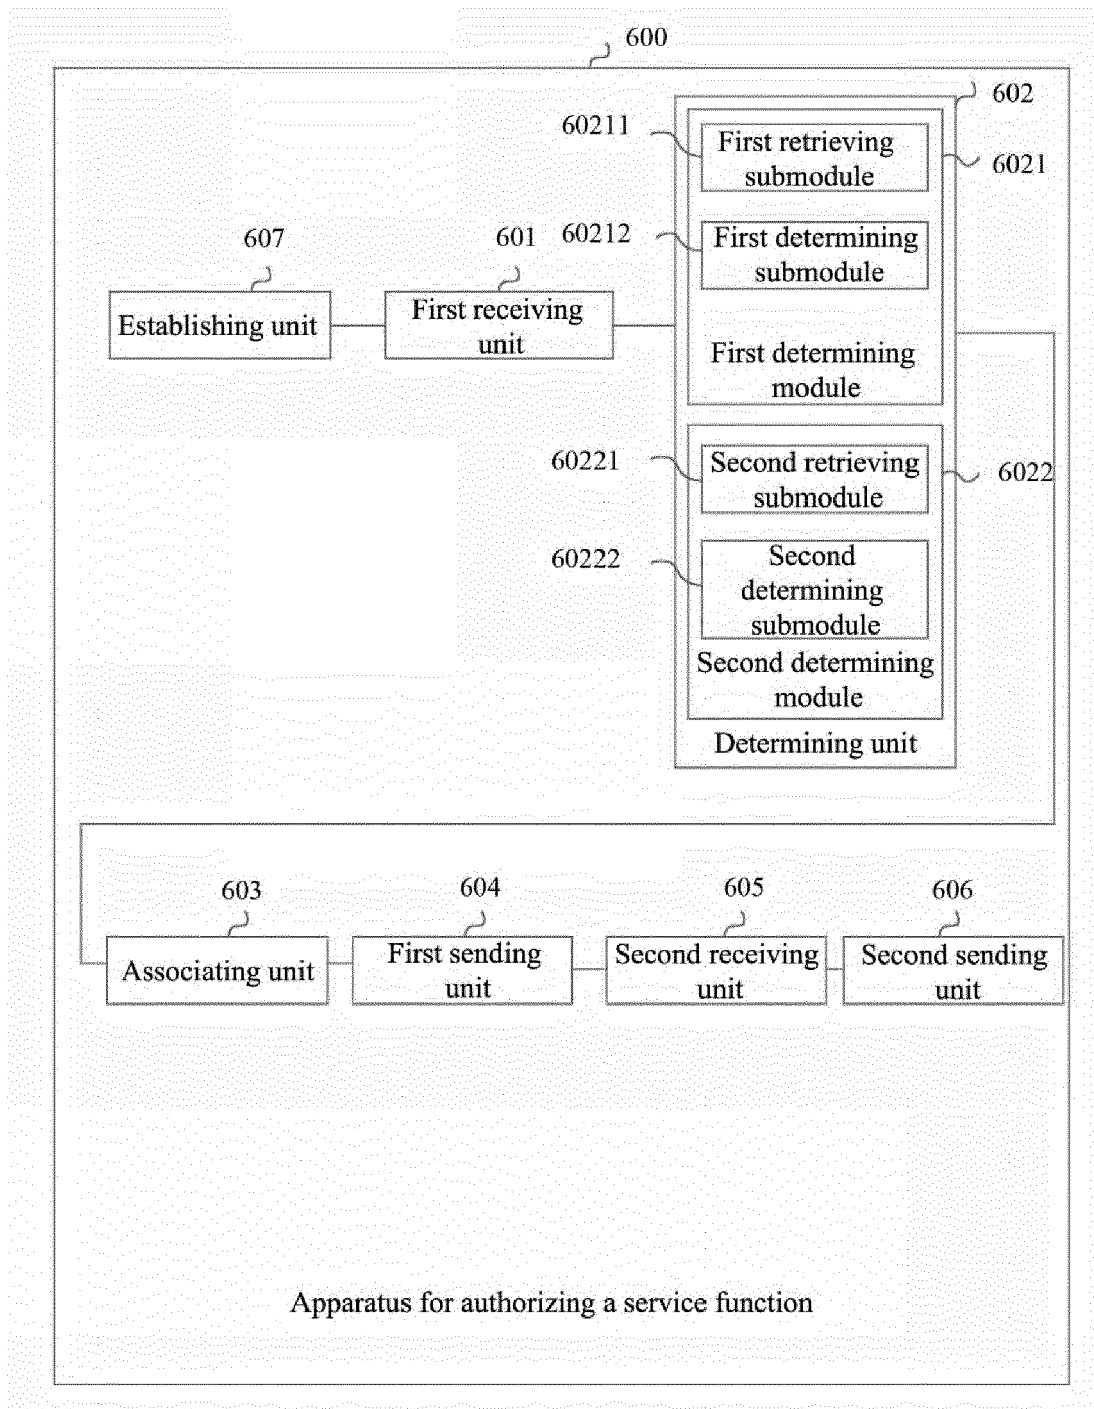 600
602
60211
First retrieving
submodule
6021
607
601
60212
First determining
submodule
Establishing unit
First receiving
unit
First determining
module
60221
Second retrieving
submodule
6022
60222
Second
determining
submodule
Second determining
module
Determining unit
603
604
605
606
Associating unit
First sending
unit
Second receiving
unit
Second sending
unit
Apparatus for authorizing a service function